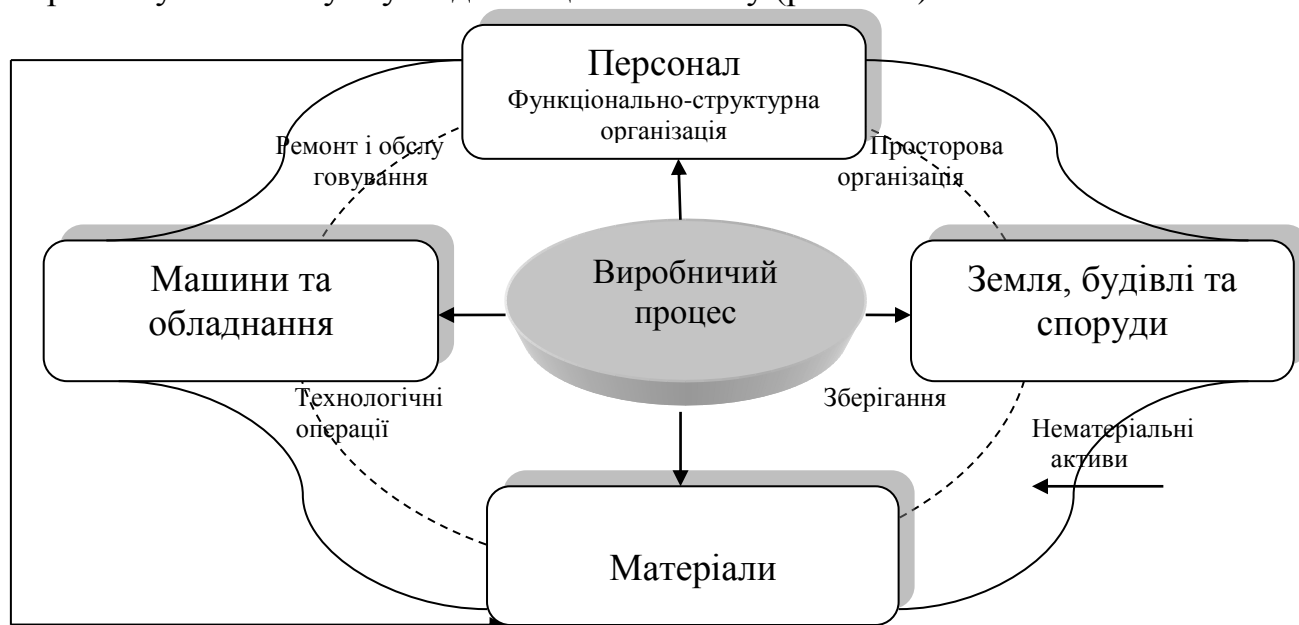 Персонал
Функціонально-структурна
організація
Ремонт і обслу
говування
Просторова
організація
Машини та
обладнання
Виробничий
процес
Земля, будівлі та
споруди
Технологічні
операції
Зберігання
Нематеріальні
активи
Матеріали